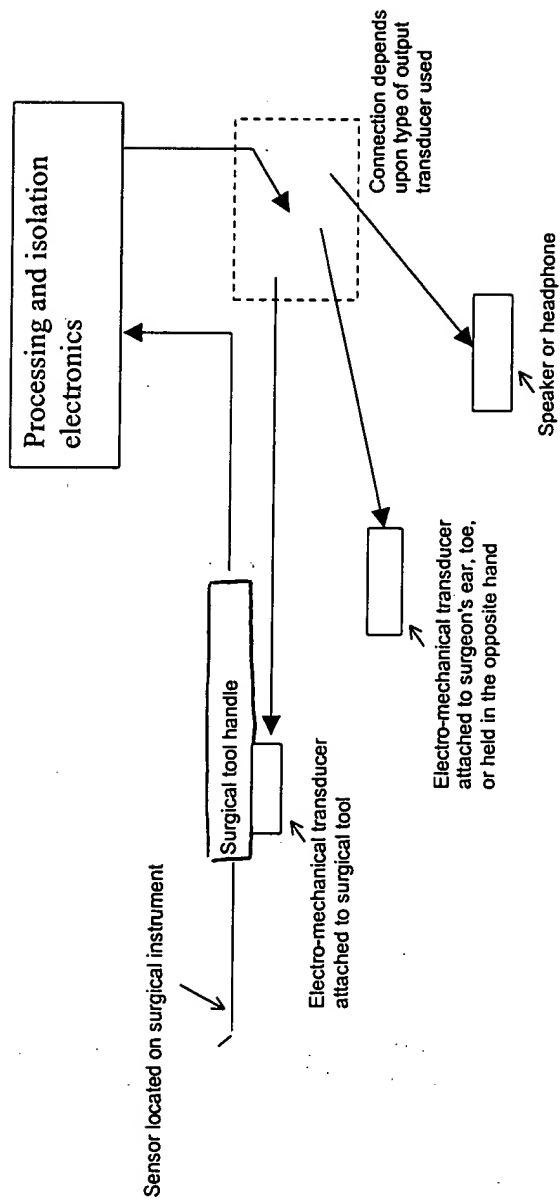 Processing and isolation
electronics
Connection depends
upon type of output
transducer used
Sensor located on surgical instrument
Surgical tool handle
Electro-mechanical transducer
attached to surgical tool
Electro-mechanical transducer
attached to surgeon's ear, toe,
or held in the opposite hand
Speaker or headphone